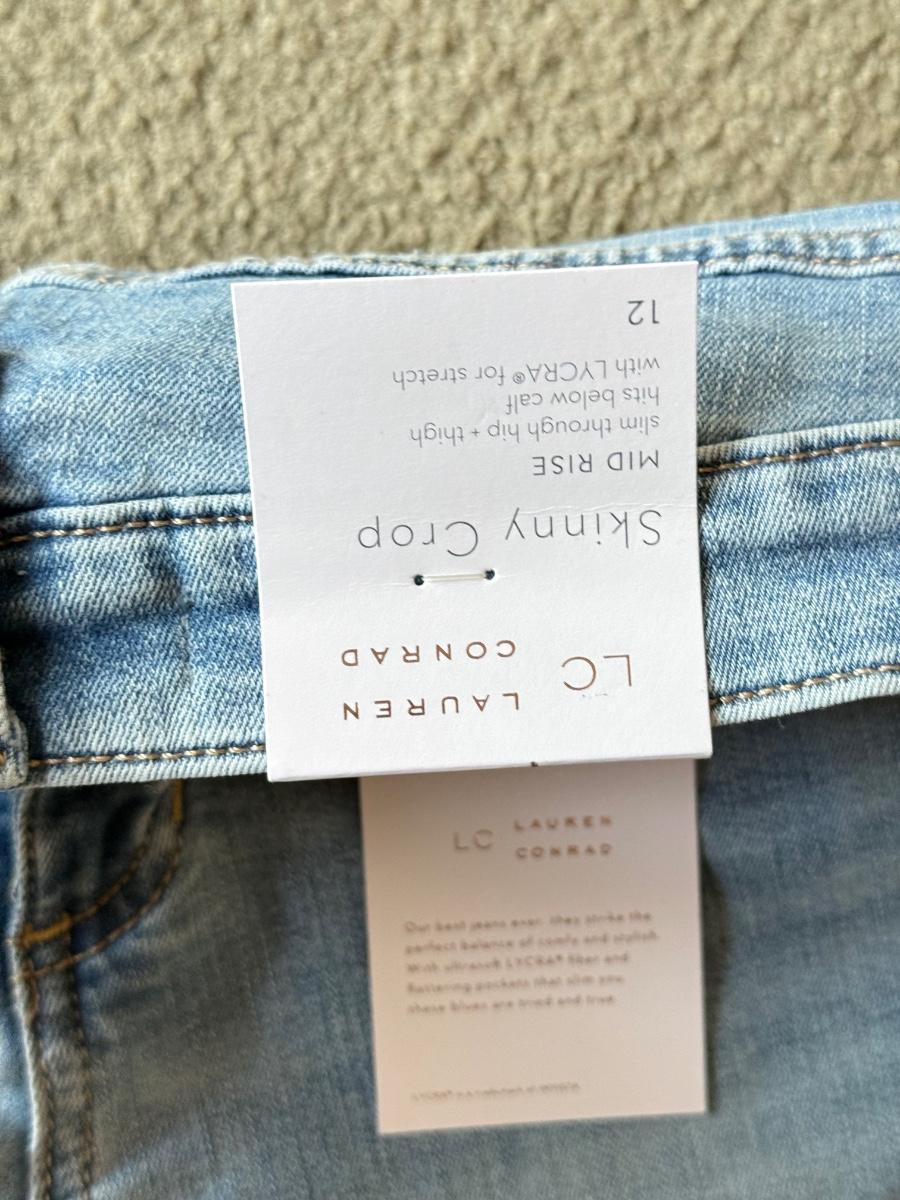 LC LAUREN
CONRAD
Skinny Crop
MID RISE
slim through hip + thigh
hits below calf
with LYCRA® for stretch
12
LC LAUREN
CONRAD
Our best jeans ever. they strike the
perfect balance of comfy and stylish.
With ultrasoft LYCRA® fiber and
flattering pockets that slim you
these blues are tried and true.